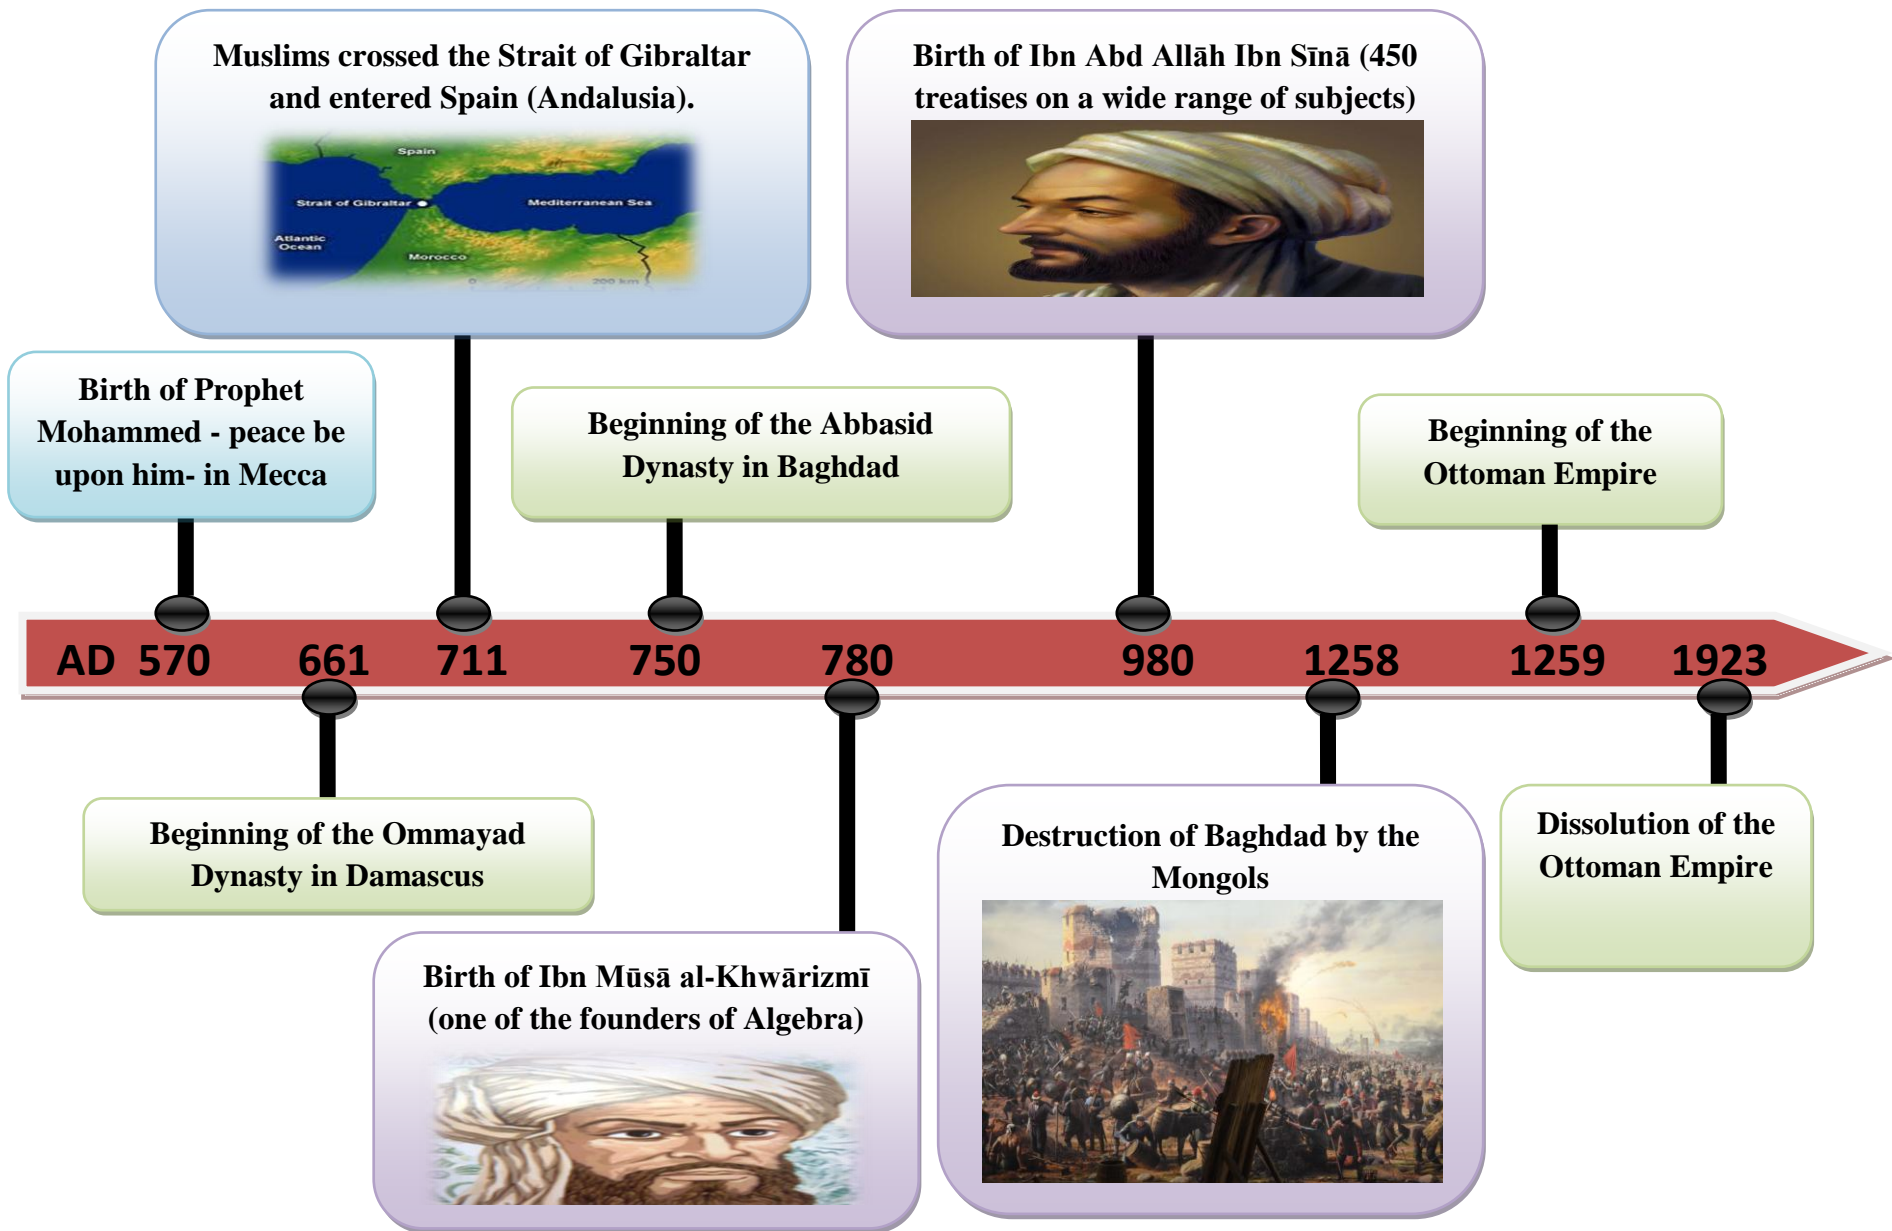 Muslims crossed the Strait of Gibraltar
and entered Spain (Andalusia).
Spain
Strait of Gibraltar
Mediterranean Sea
Atlantic
Ocean
Morocco
0
200 km
Birth of Ibn Abd Allāh Ibn Sīnā (450
treatises on a wide range of subjects)
Birth of Prophet
Mohammed - peace be
upon him- in Mecca
Beginning of the Abbasid
Dynasty in Baghdad
Beginning of the
Ottoman Empire
AD 570 661 711 750 780 980 1258 1259 1923
Beginning of the Ommayad
Dynasty in Damascus
Birth of Ibn Mūsā al-Khwārizmī
(one of the founders of Algebra)
Destruction of Baghdad by the
Mongols
Dissolution of the
Ottoman Empire